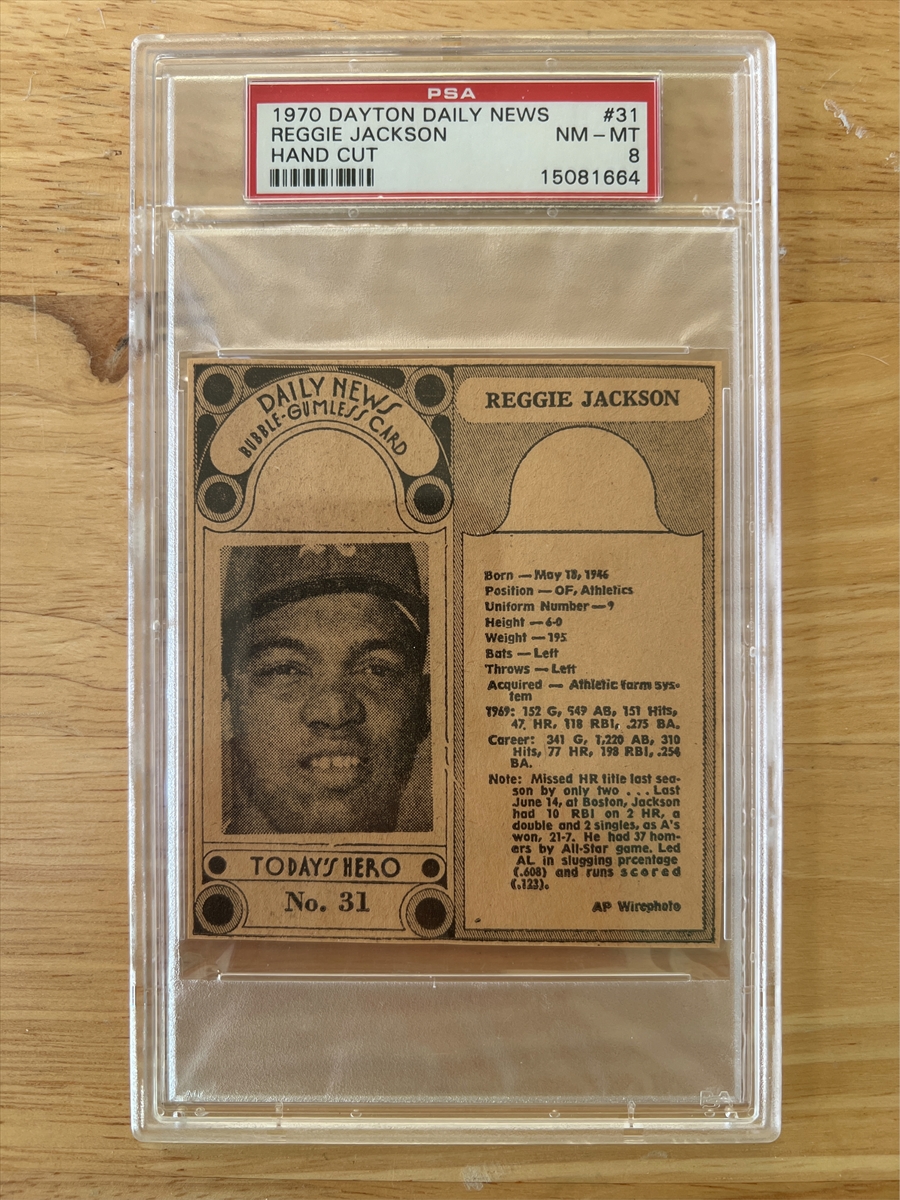 PSA
1970 DAYTON DAILY NEWS #31
REGGIE JACKSON NM-MT
HAND CUT 8
15081664
DAILY NEWS
BUBBLE-GUMLESS CARD
TODAY'S HERO
No. 31
REGGIE JACKSON
Born — May 18, 1946
Position — OF, Athletics
Uniform Number — 9
Height — 6-0
Weight — 195
Bats — Left
Throws — Left
Acquired — Athletic farm sys-
tem
1969: 152 G, 549 AB, 151 Hits,
47, HR, 118 RBI, .275 BA.
Career: 341 G, 1,220 AB, 310
Hits, 77 HR, 198 RBI, .254
BA.
Note: Missed HR title last sea-
son by only two . . . Last
June 14, at Boston, Jackson
had 10 RBI on 2 HR, a
double and 2 singles, as A's
won, 21-7. He had 37 hom-
ers by All-Star game. Led
AL in slugging prcentage
(.608) and runs scored
(.123).
AP Wirephoto